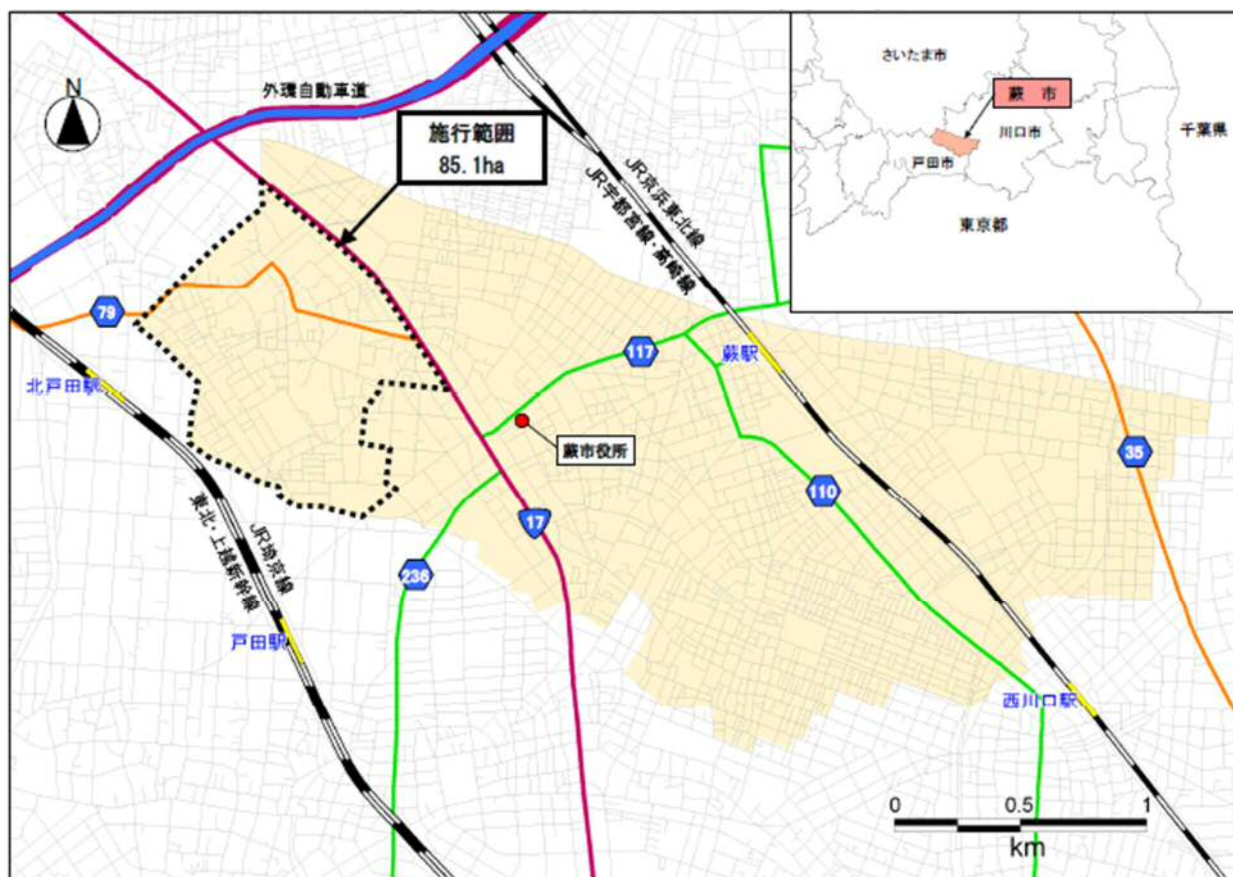 N
外環自動車道
施行範囲
85.1ha
さいたま市
蕨 市
川口市
戸田市
千葉県
東京都
JR京浜東北線
JR宇都宮線・高崎線
79
117
蕨駅
北戸田駅
蕨市役所
35
110
17
236
JR埼京線
東北・上越新幹線
戸田駅
西川口駅
0 0.5 1
km